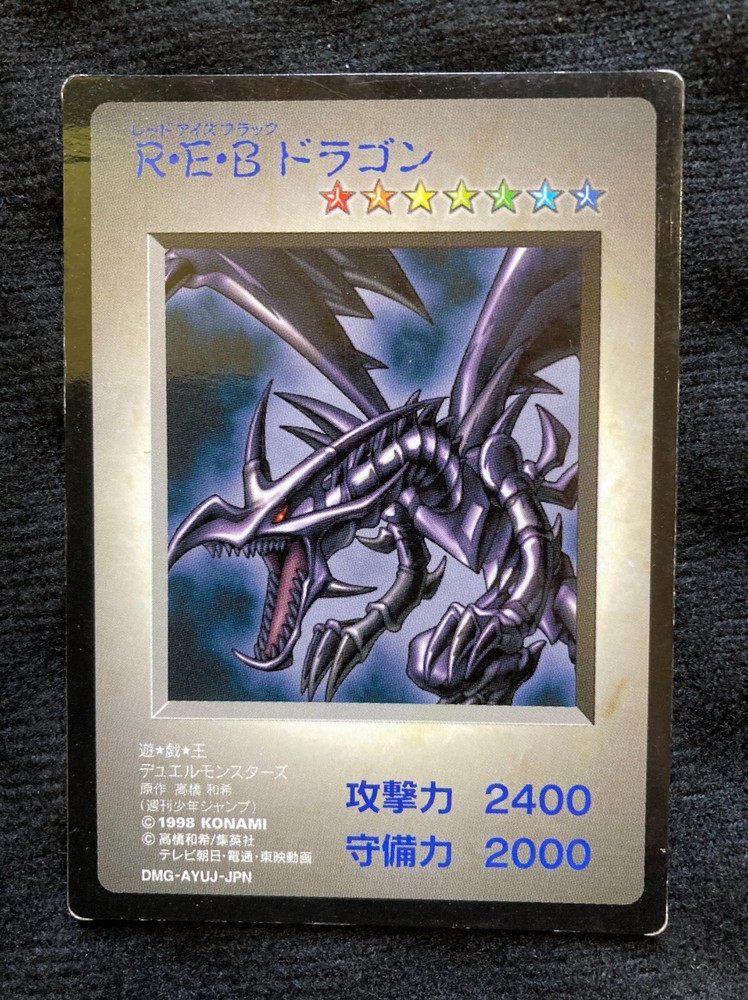 レッドアイズブラック
R・E・B ドラゴン
遊★戯★王
デュエルモンスターズ
原作 高橋 和希
(週刊少年ジャンプ)
©1998 KONAMI
©高橋和希/集英社
テレビ朝日・電通・東映動画
DMG-AYUJ-JPN
攻撃力 2400
守備力 2000